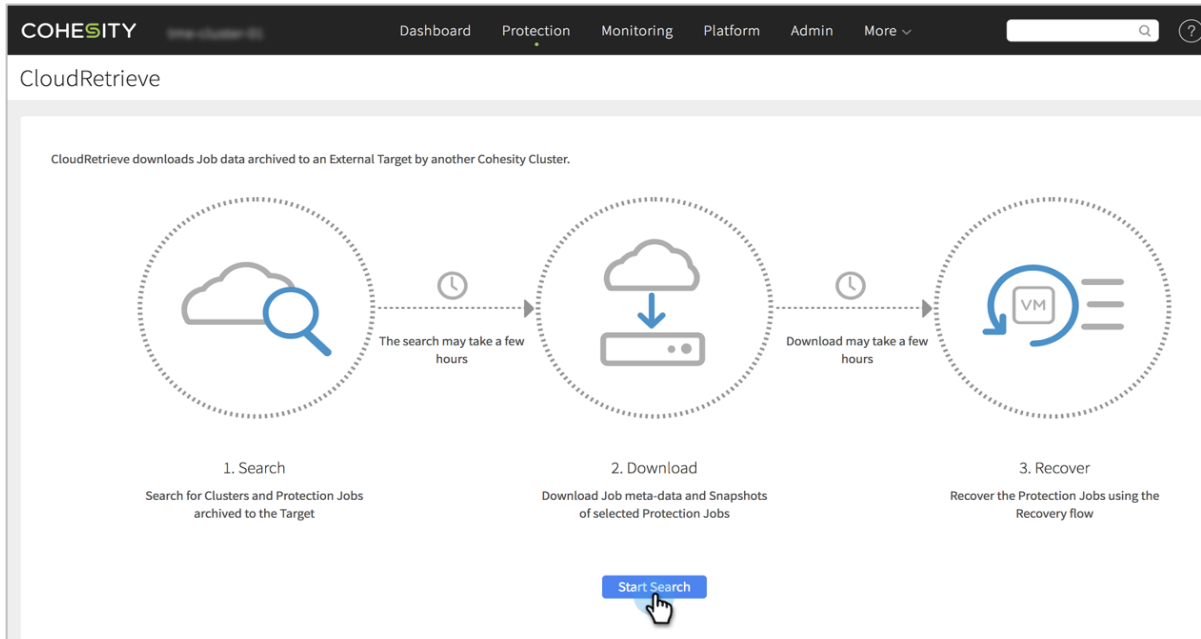 COHESITY
Dashboard Protection Monitoring Platform Admin More
?
CloudRetrieve
CloudRetrieve downloads Job data archived to an External Target by another Cohesity Cluster.
VM
The search may take a few
hours
Download may take a few
hours
1. Search
Search for Clusters and Protection Jobs
archived to the Target
2. Download
Download Job meta-data and Snapshots
of selected Protection Jobs
3. Recover
Recover the Protection Jobs using the
Recovery flow
Start Search